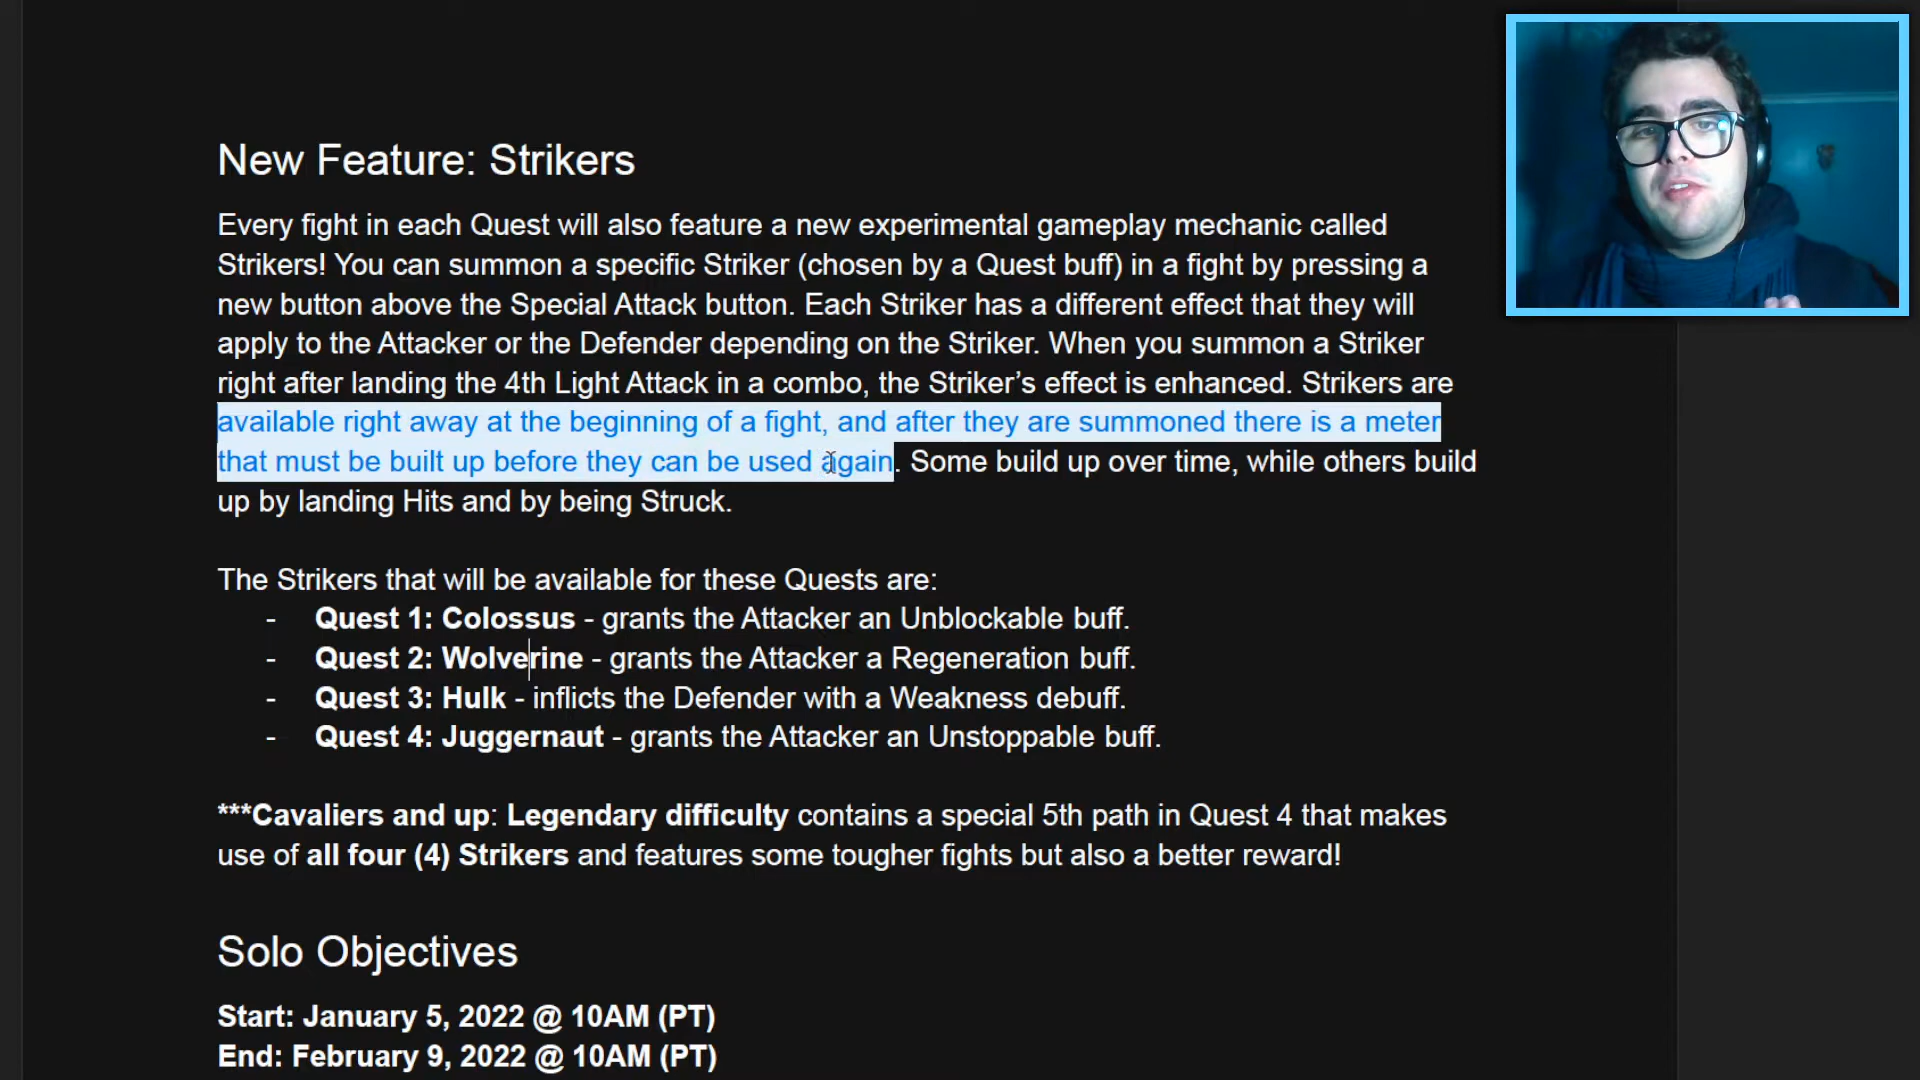 New Feature: Strikers
Every fight in each Quest will also feature a new experimental gameplay mechanic called
Strikers! You can summon a specific Striker (chosen by a Quest buff) in a fight by pressing a
new button above the Special Attack button. Each Striker has a different effect that they will
apply to the Attacker or the Defender depending on the Striker. When you summon a Striker
right after landing the 4th Light Attack in a combo, the Striker’s effect is enhanced. Strikers are
available right away at the beginning of a fight, and after they are summoned there is a meter
that must be built up before they can be used again. Some build up over time, while others build
up by landing Hits and by being Struck.
The Strikers that will be available for these Quests are:
- Quest 1: Colossus - grants the Attacker an Unblockable buff.
- Quest 2: Wolverine - grants the Attacker a Regeneration buff.
- Quest 3: Hulk - inflicts the Defender with a Weakness debuff.
- Quest 4: Juggernaut - grants the Attacker an Unstoppable buff.
***Cavaliers and up: Legendary difficulty contains a special 5th path in Quest 4 that makes
use of all four (4) Strikers and features some tougher fights but also a better reward!
Solo Objectives
Start: January 5, 2022 @ 10AM (PT)
End: February 9, 2022 @ 10AM (PT)